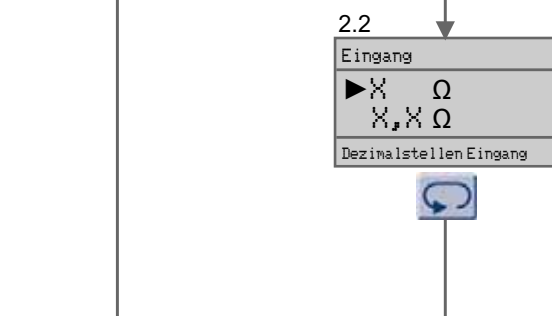 2.2
Eingang
►X Ω
X,X Ω
Dezimalstellen Eingang